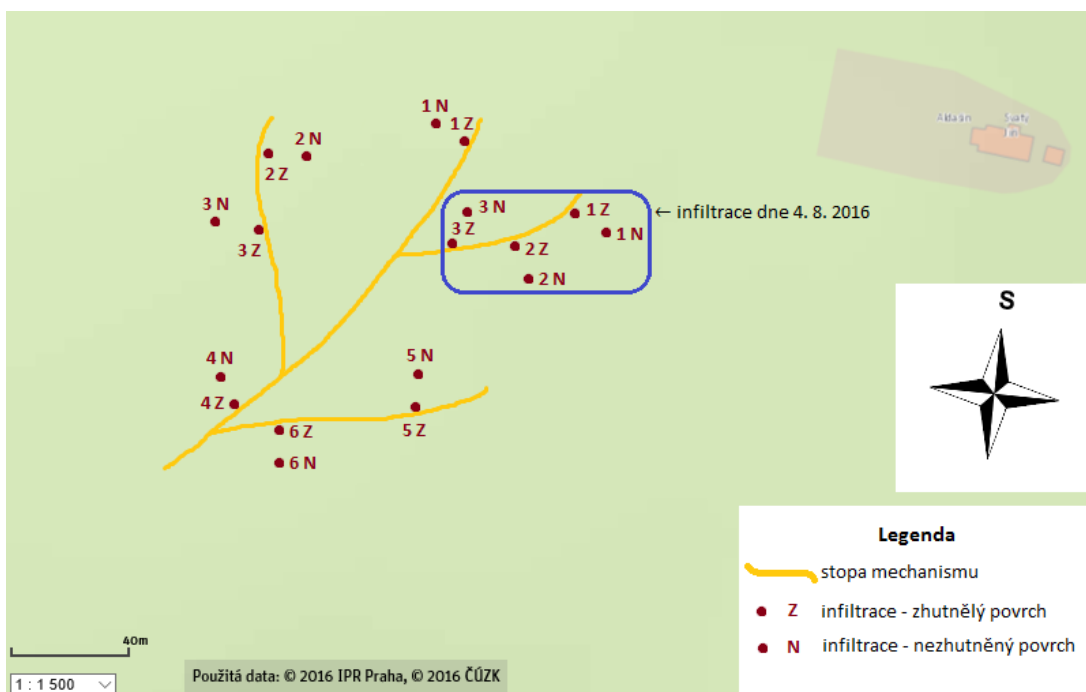 1 N
1 Z
2 N
2 Z
3 N
3 Z
3 N
1 Z
← infiltrace dne 4. 8. 2016
3 Z
2 Z
1 N
2 N
S
4 N
5 N
4 Z
6 Z
5 Z
6 N
Legenda
stopa mechanismu
Z infiltrace - zhutnělý povrch
N infiltrace - nezhutněný povrch
40m
1 : 1 500
Použitá data: © 2016 IPR Praha, © 2016 ČÚZK